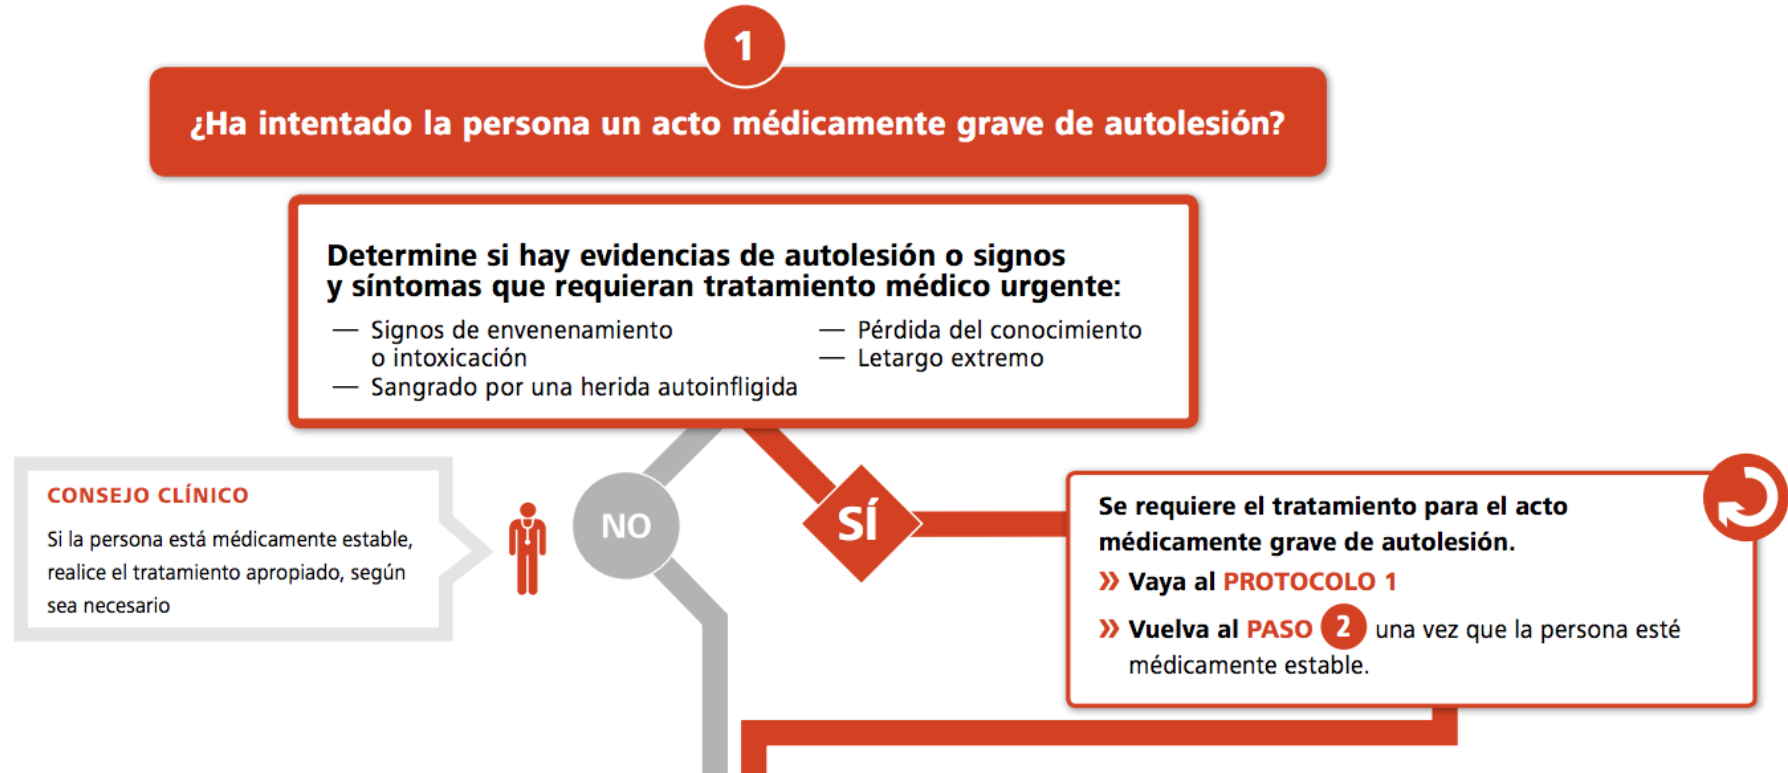 1
¿Ha intentado la persona un acto médicamente grave de autolesión?
Determine si hay evidencias de autolesión o signos
y síntomas que requieran tratamiento médico urgente:
— Signos de envenenamiento
o intoxicación
— Sangrado por una herida autoinfligida
— Pérdida del conocimiento
— Letargo extremo
CONSEJO CLÍNICO
Si la persona está médicamente estable,
realice el tratamiento apropiado, según
sea necesario
NO
SÍ
Se requiere el tratamiento para el acto
médicamente grave de autolesión.
» Vaya al PROTOCOLO 1
» Vuelva al PASO 2 una vez que la persona esté
médicamente estable.